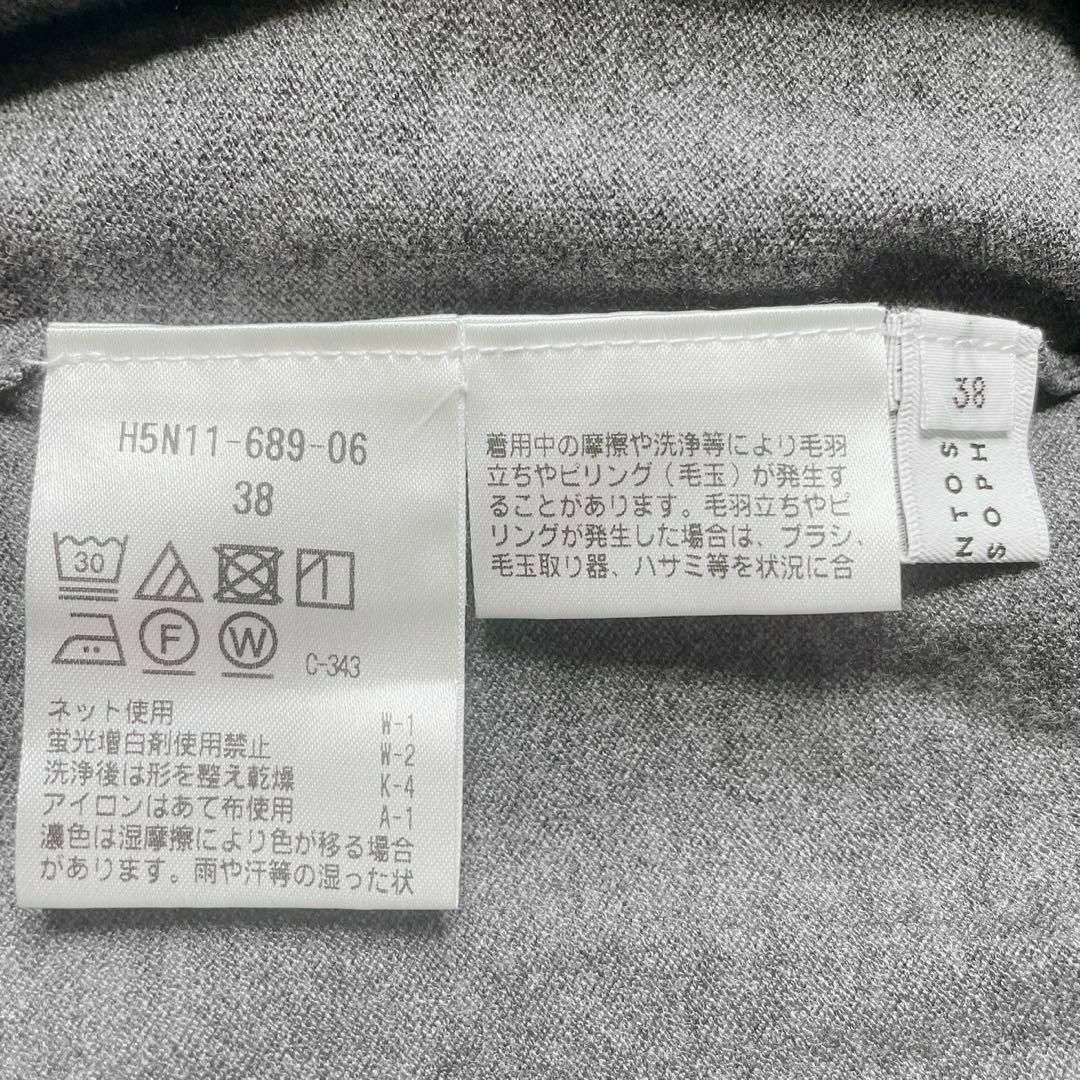 H5N11-689-06
38
30
F W C-343
ネット使用 W-1
蛍光増白剤使用禁止 W-2
洗浄後は形を整え乾燥 K-4
アイロンはあて布使用 A-1
濃色は湿摩擦により色が移る場合
があります。雨や汗等の湿った状
着用中の摩擦や洗浄等により毛羽
立ちやピリング（毛玉）が発生す
ることがあります。毛羽立ちやピ
リングが発生した場合は、ブラシ、
毛玉取り器、ハサミ等を状況に合
38
NTOS
SOPH